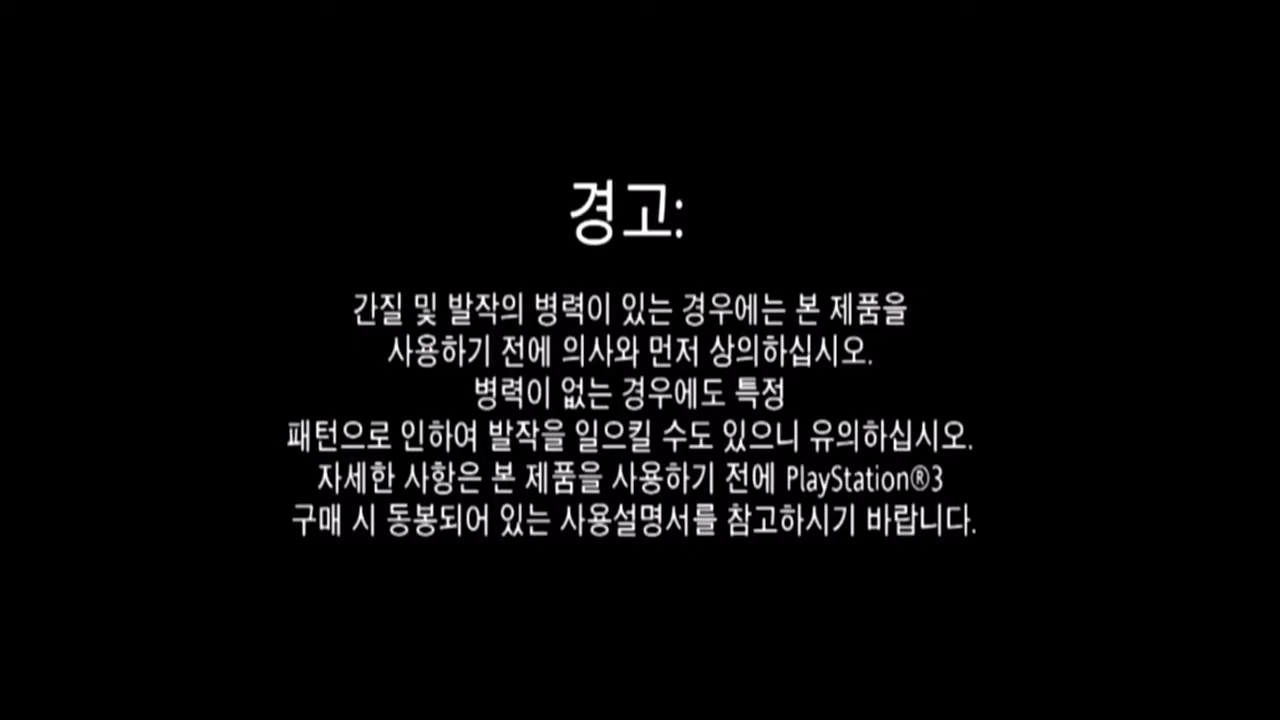 경고:
간질 및 발작의 병력이 있는 경우에는 본 제품을
사용하기 전에 의사와 먼저 상의하십시오.
병력이 없는 경우에도 특정
패턴으로 인하여 발작을 일으킬 수도 있으니 유의하십시오.
자세한 사항은 본 제품을 사용하기 전에 PlayStation®3
구매 시 동봉되어 있는 사용설명서를 참고하시기 바랍니다.